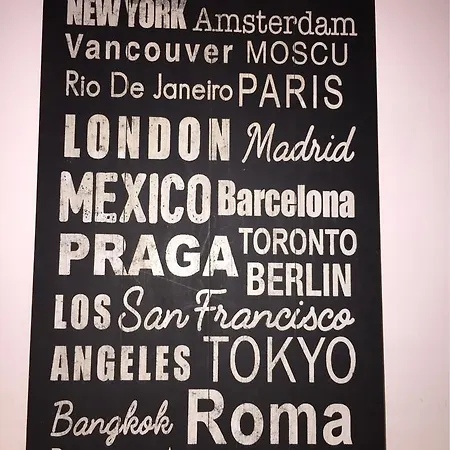 NEW YORK Amsterdam
Vancouver MOSCU
Rio De Janeiro PARIS
LONDON Madrid
MEXICO Barcelona
PRAGA TORONTO
BERLIN
LOS San Francisco
ANGELES TOKYO
Bangkok Roma